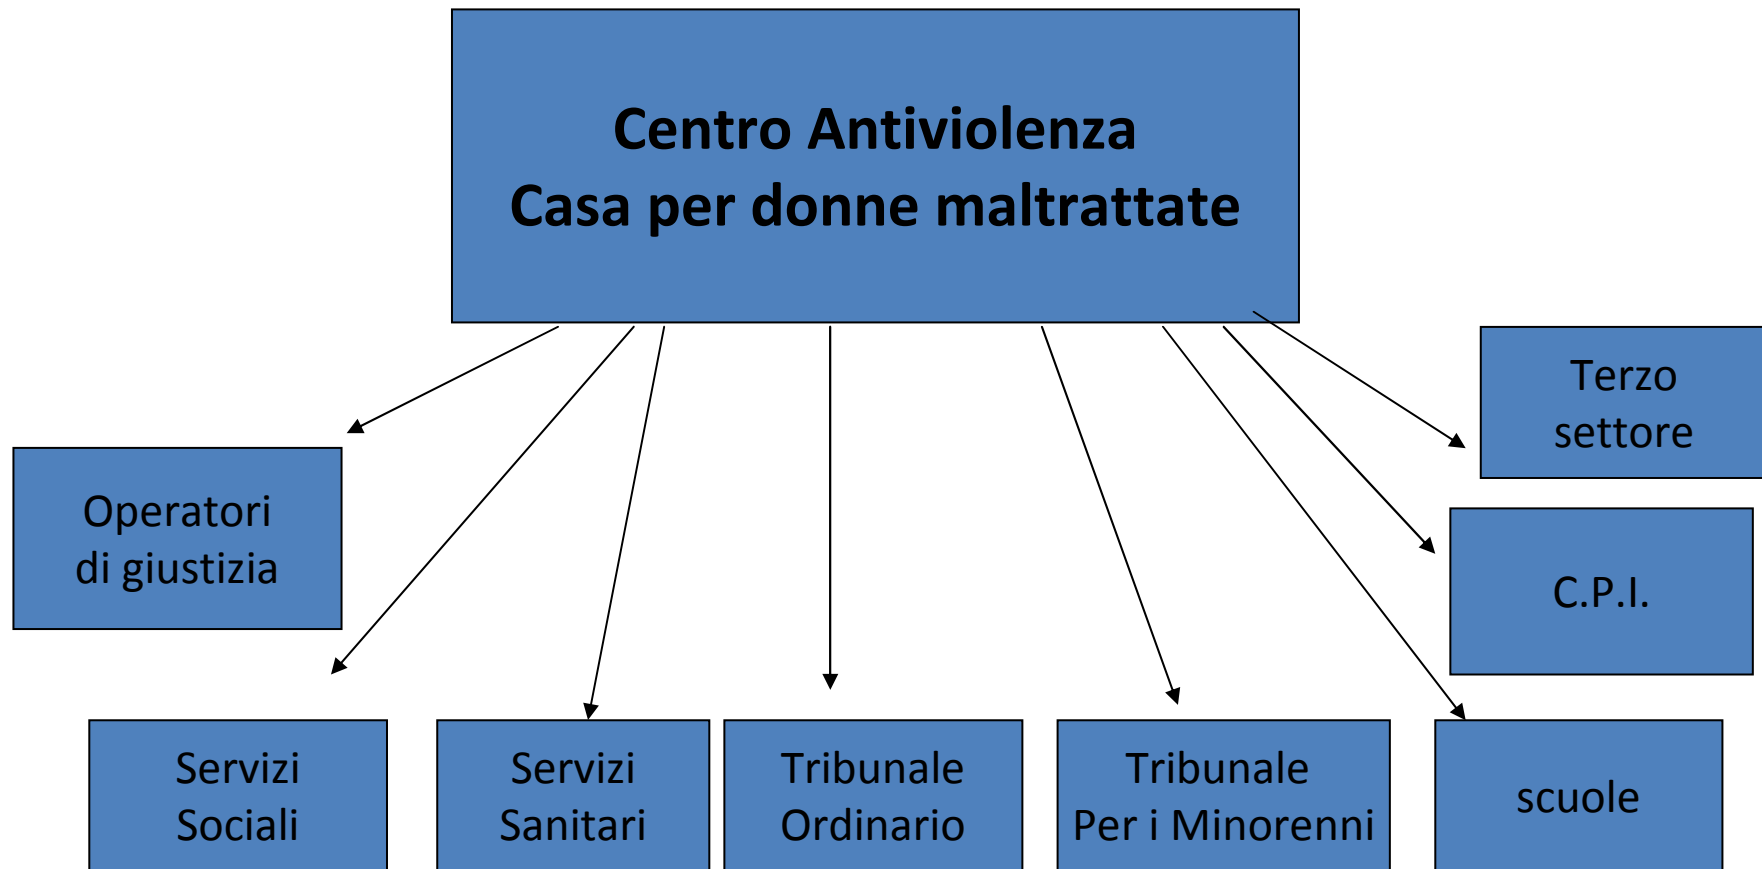 Centro Antiviolenza
Casa per donne maltrattate
Terzo
settore
Operatori
di giustizia
C.P.I.
Servizi
Sociali
Servizi
Sanitari
Tribunale
Ordinario
Tribunale
Per i Minorenni
scuole